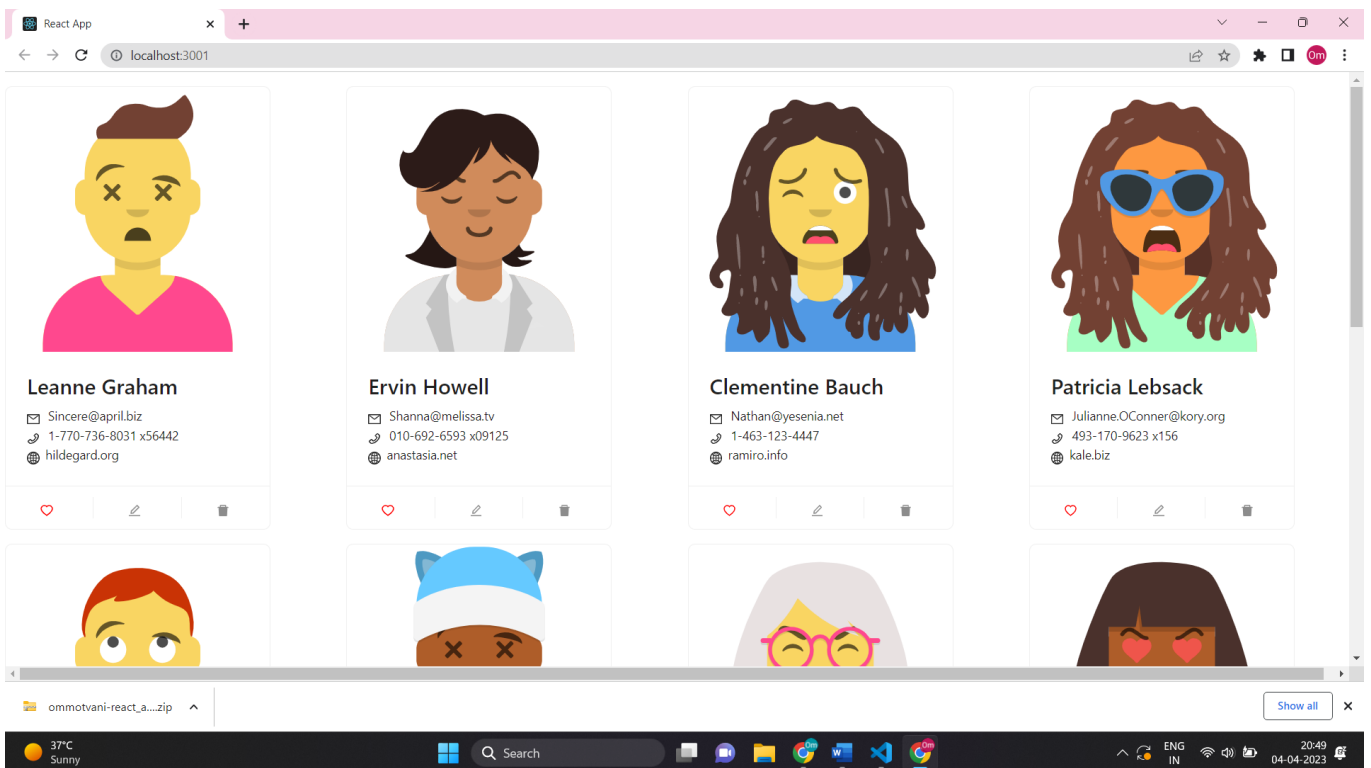 React App
localhost:3001
Om
Leanne Graham
Sincere@april.biz
1-770-736-8031 x56442
hildegard.org
Ervin Howell
Shanna@melissa.tv
010-692-6593 x09125
anastasia.net
Clementine Bauch
Nathan@yesenia.net
1-463-123-4447
ramiro.info
Patricia Lebsack
Julianne.OConner@kory.org
493-170-9623 x156
kale.biz
ommotvani-react_a....zip
Show all
37°C
Sunny
Search
Om
Om
ENG
IN
20:49
04-04-2023